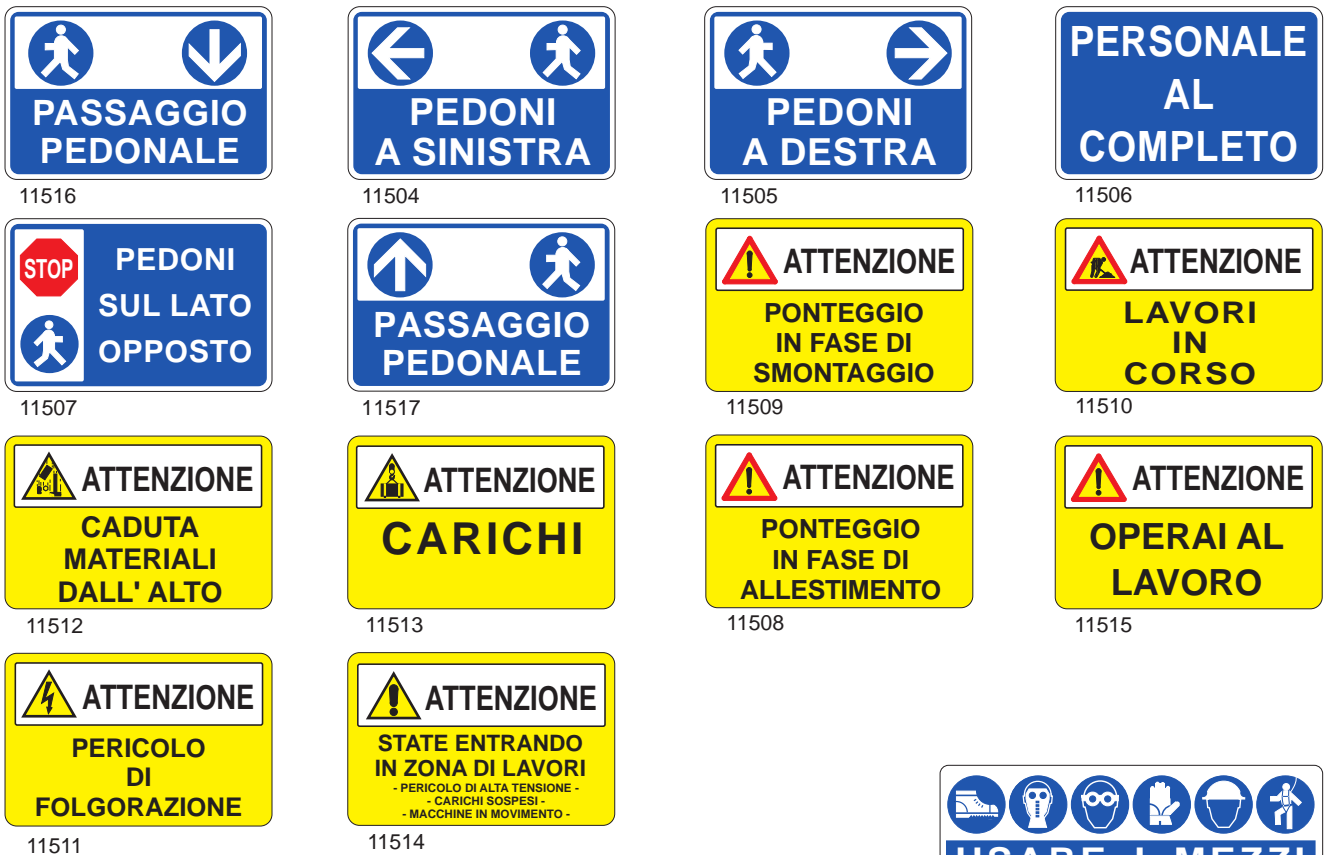 PASSAGGIO
PEDONALE
11516
PEDONI
A SINISTRA
11504
PEDONI
A DESTRA
11505
PERSONALE
AL
COMPLETO
11506
STOP
PEDONI
SUL LATO
OPPOSTO
11507
PASSAGGIO
PEDONALE
11517
ATTENZIONE
PONTEGGIO
IN FASE DI
SMONTAGGIO
11509
ATTENZIONE
LAVORI
IN
CORSO
11510
ATTENZIONE
CADUTA
MATERIALI
DALL' ALTO
11512
ATTENZIONE
CARICHI
11513
ATTENZIONE
PONTEGGIO
IN FASE DI
ALLESTIMENTO
11508
ATTENZIONE
OPERAI AL
LAVORO
11515
ATTENZIONE
PERICOLO
DI
FOLGORAZIONE
11511
ATTENZIONE
STATE ENTRANDO
IN ZONA DI LAVORI
- PERICOLO DI ALTA TENSIONE -
- CARICHI SOSPESI -
- MACCHINE IN MOVIMENTO -
11514
USARE I MEZZI